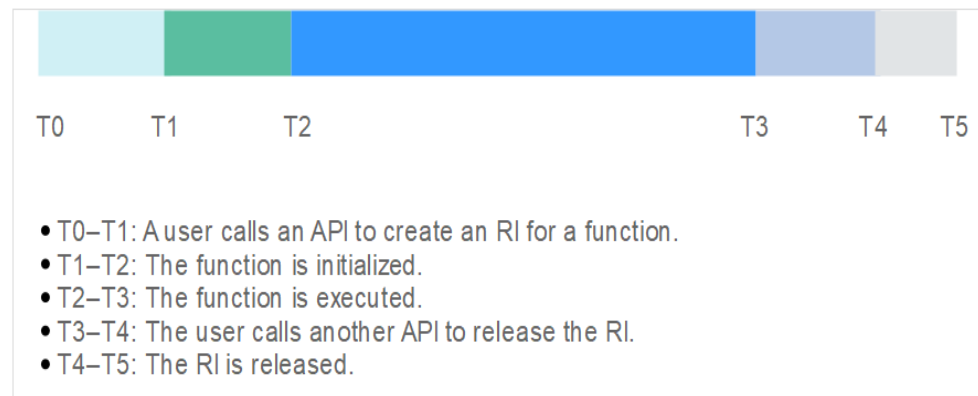 T0 T1 T2 T3 T4 T5
• T0–T1: A user calls an API to create an RI for a function.
• T1–T2: The function is initialized.
• T2–T3: The function is executed.
• T3–T4: The user calls another API to release the RI.
• T4–T5: The RI is released.